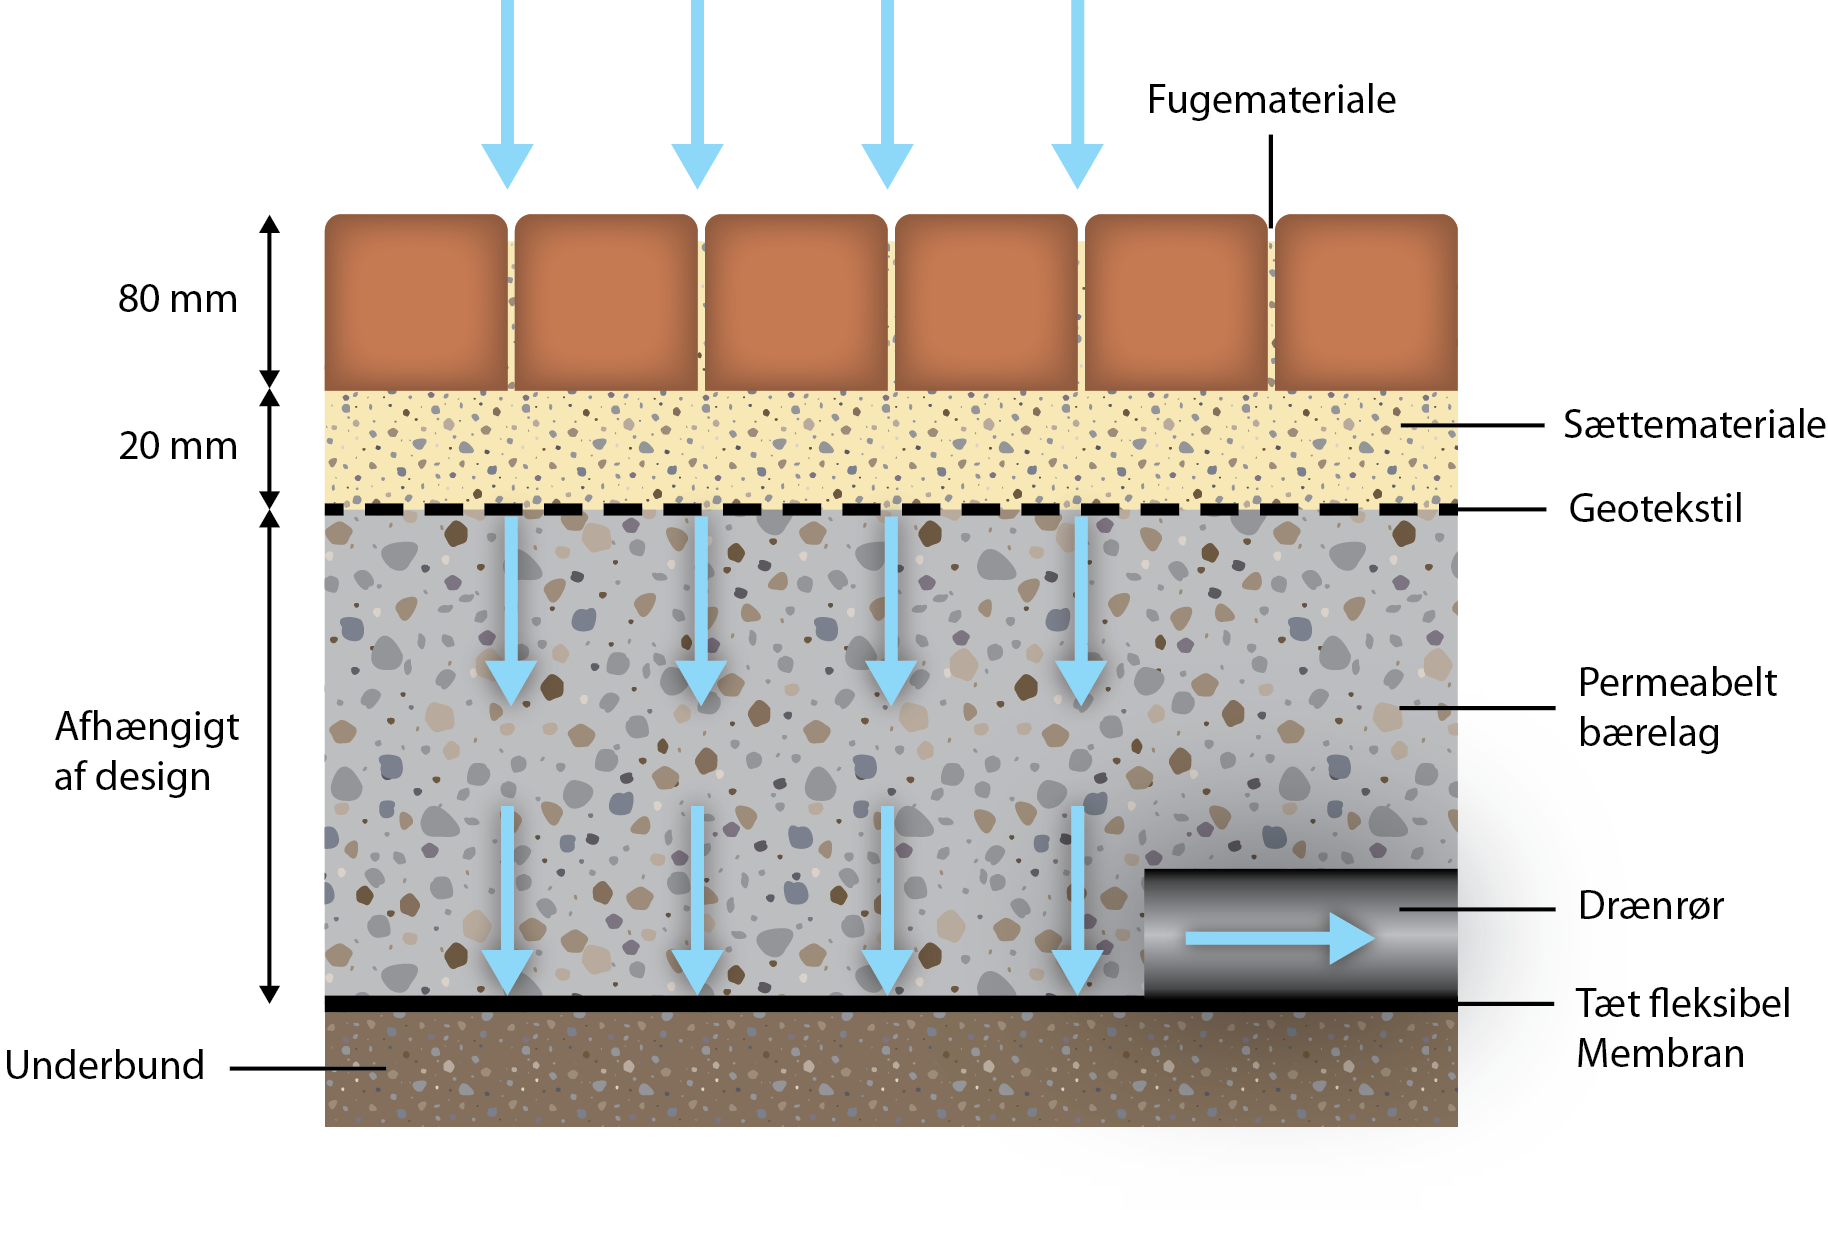 Fugemateriale
80 mm
Sættemateriale
20 mm
Geotekstil
Permeabelt
bærelag
Afhængigt
af design
Drænrør
Tæt fleksibel
Membran
Underbund